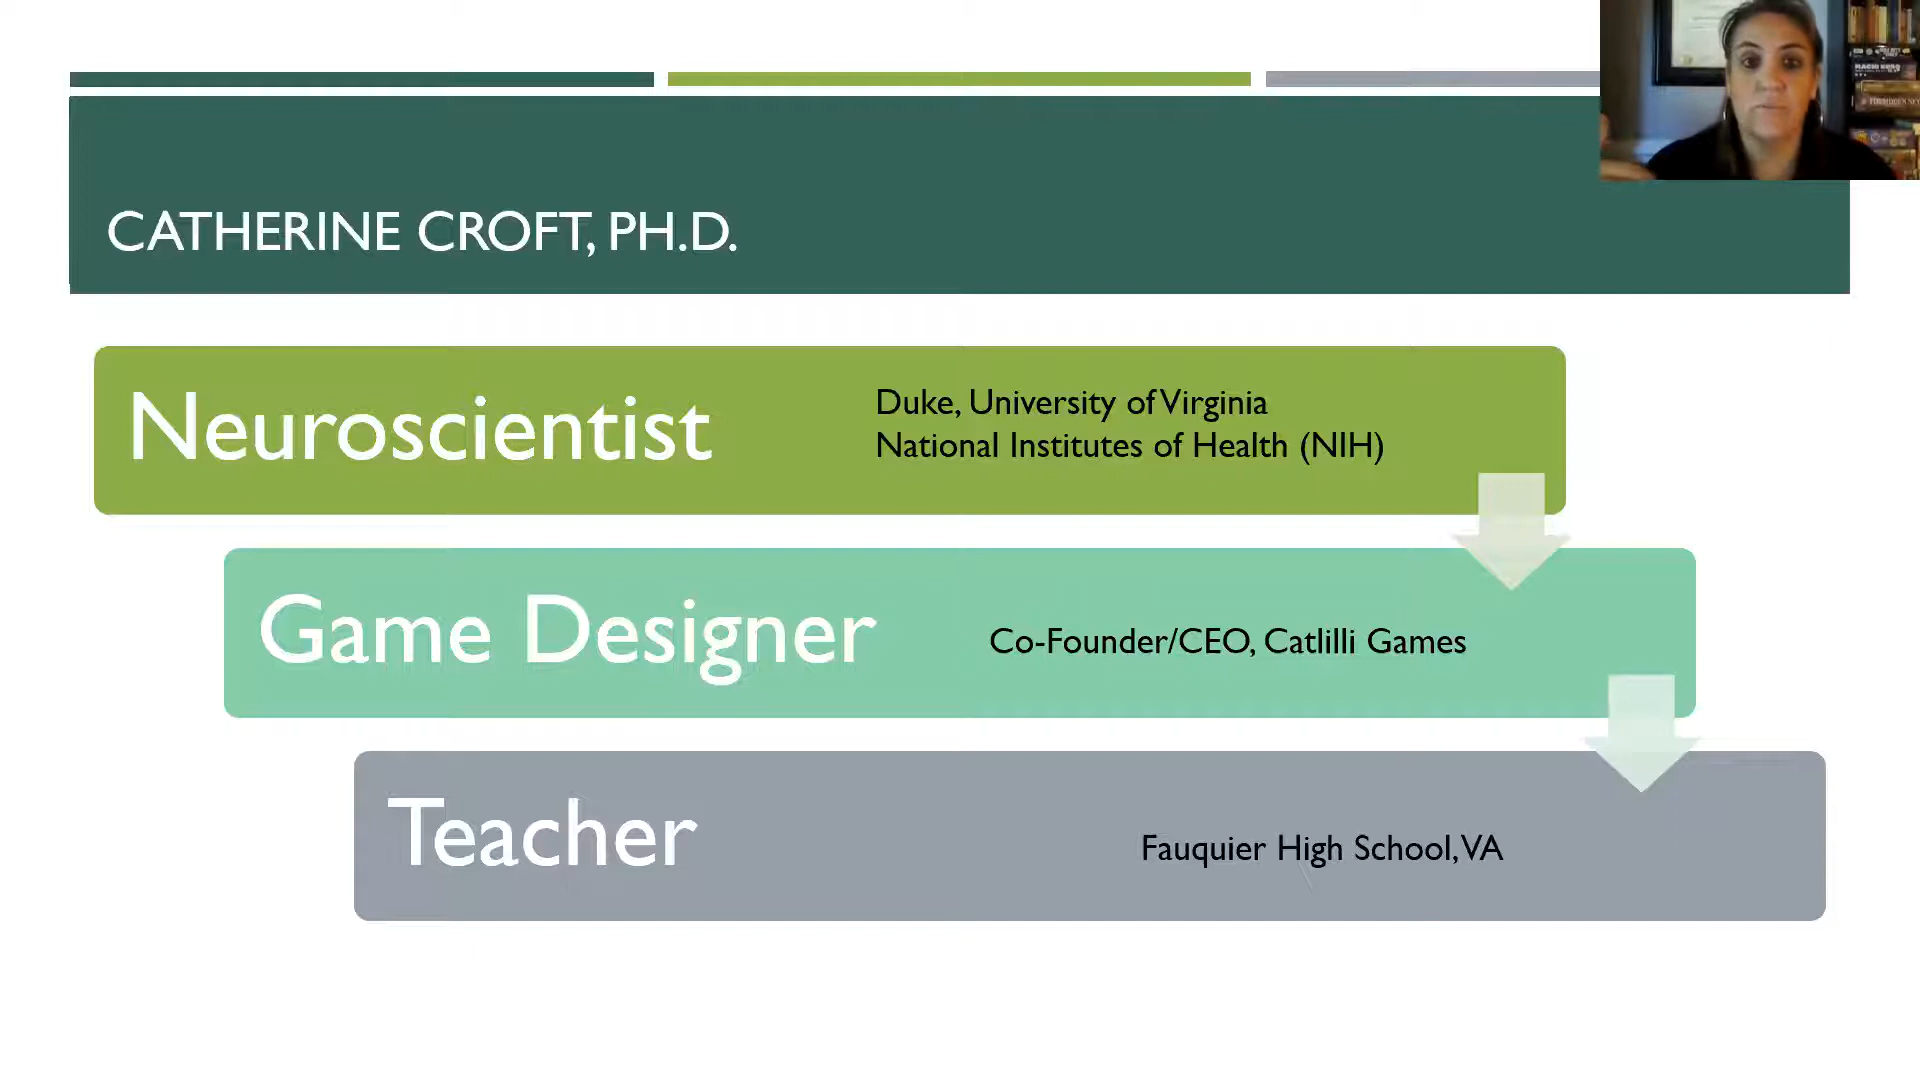 CATHERINE CROFT, PH.D.
Neuroscientist
Duke, University of Virginia
National Institutes of Health (NIH)
Game Designer
Co-Founder/CEO, Catlilli Games
Teacher
Fauquier High School, VA